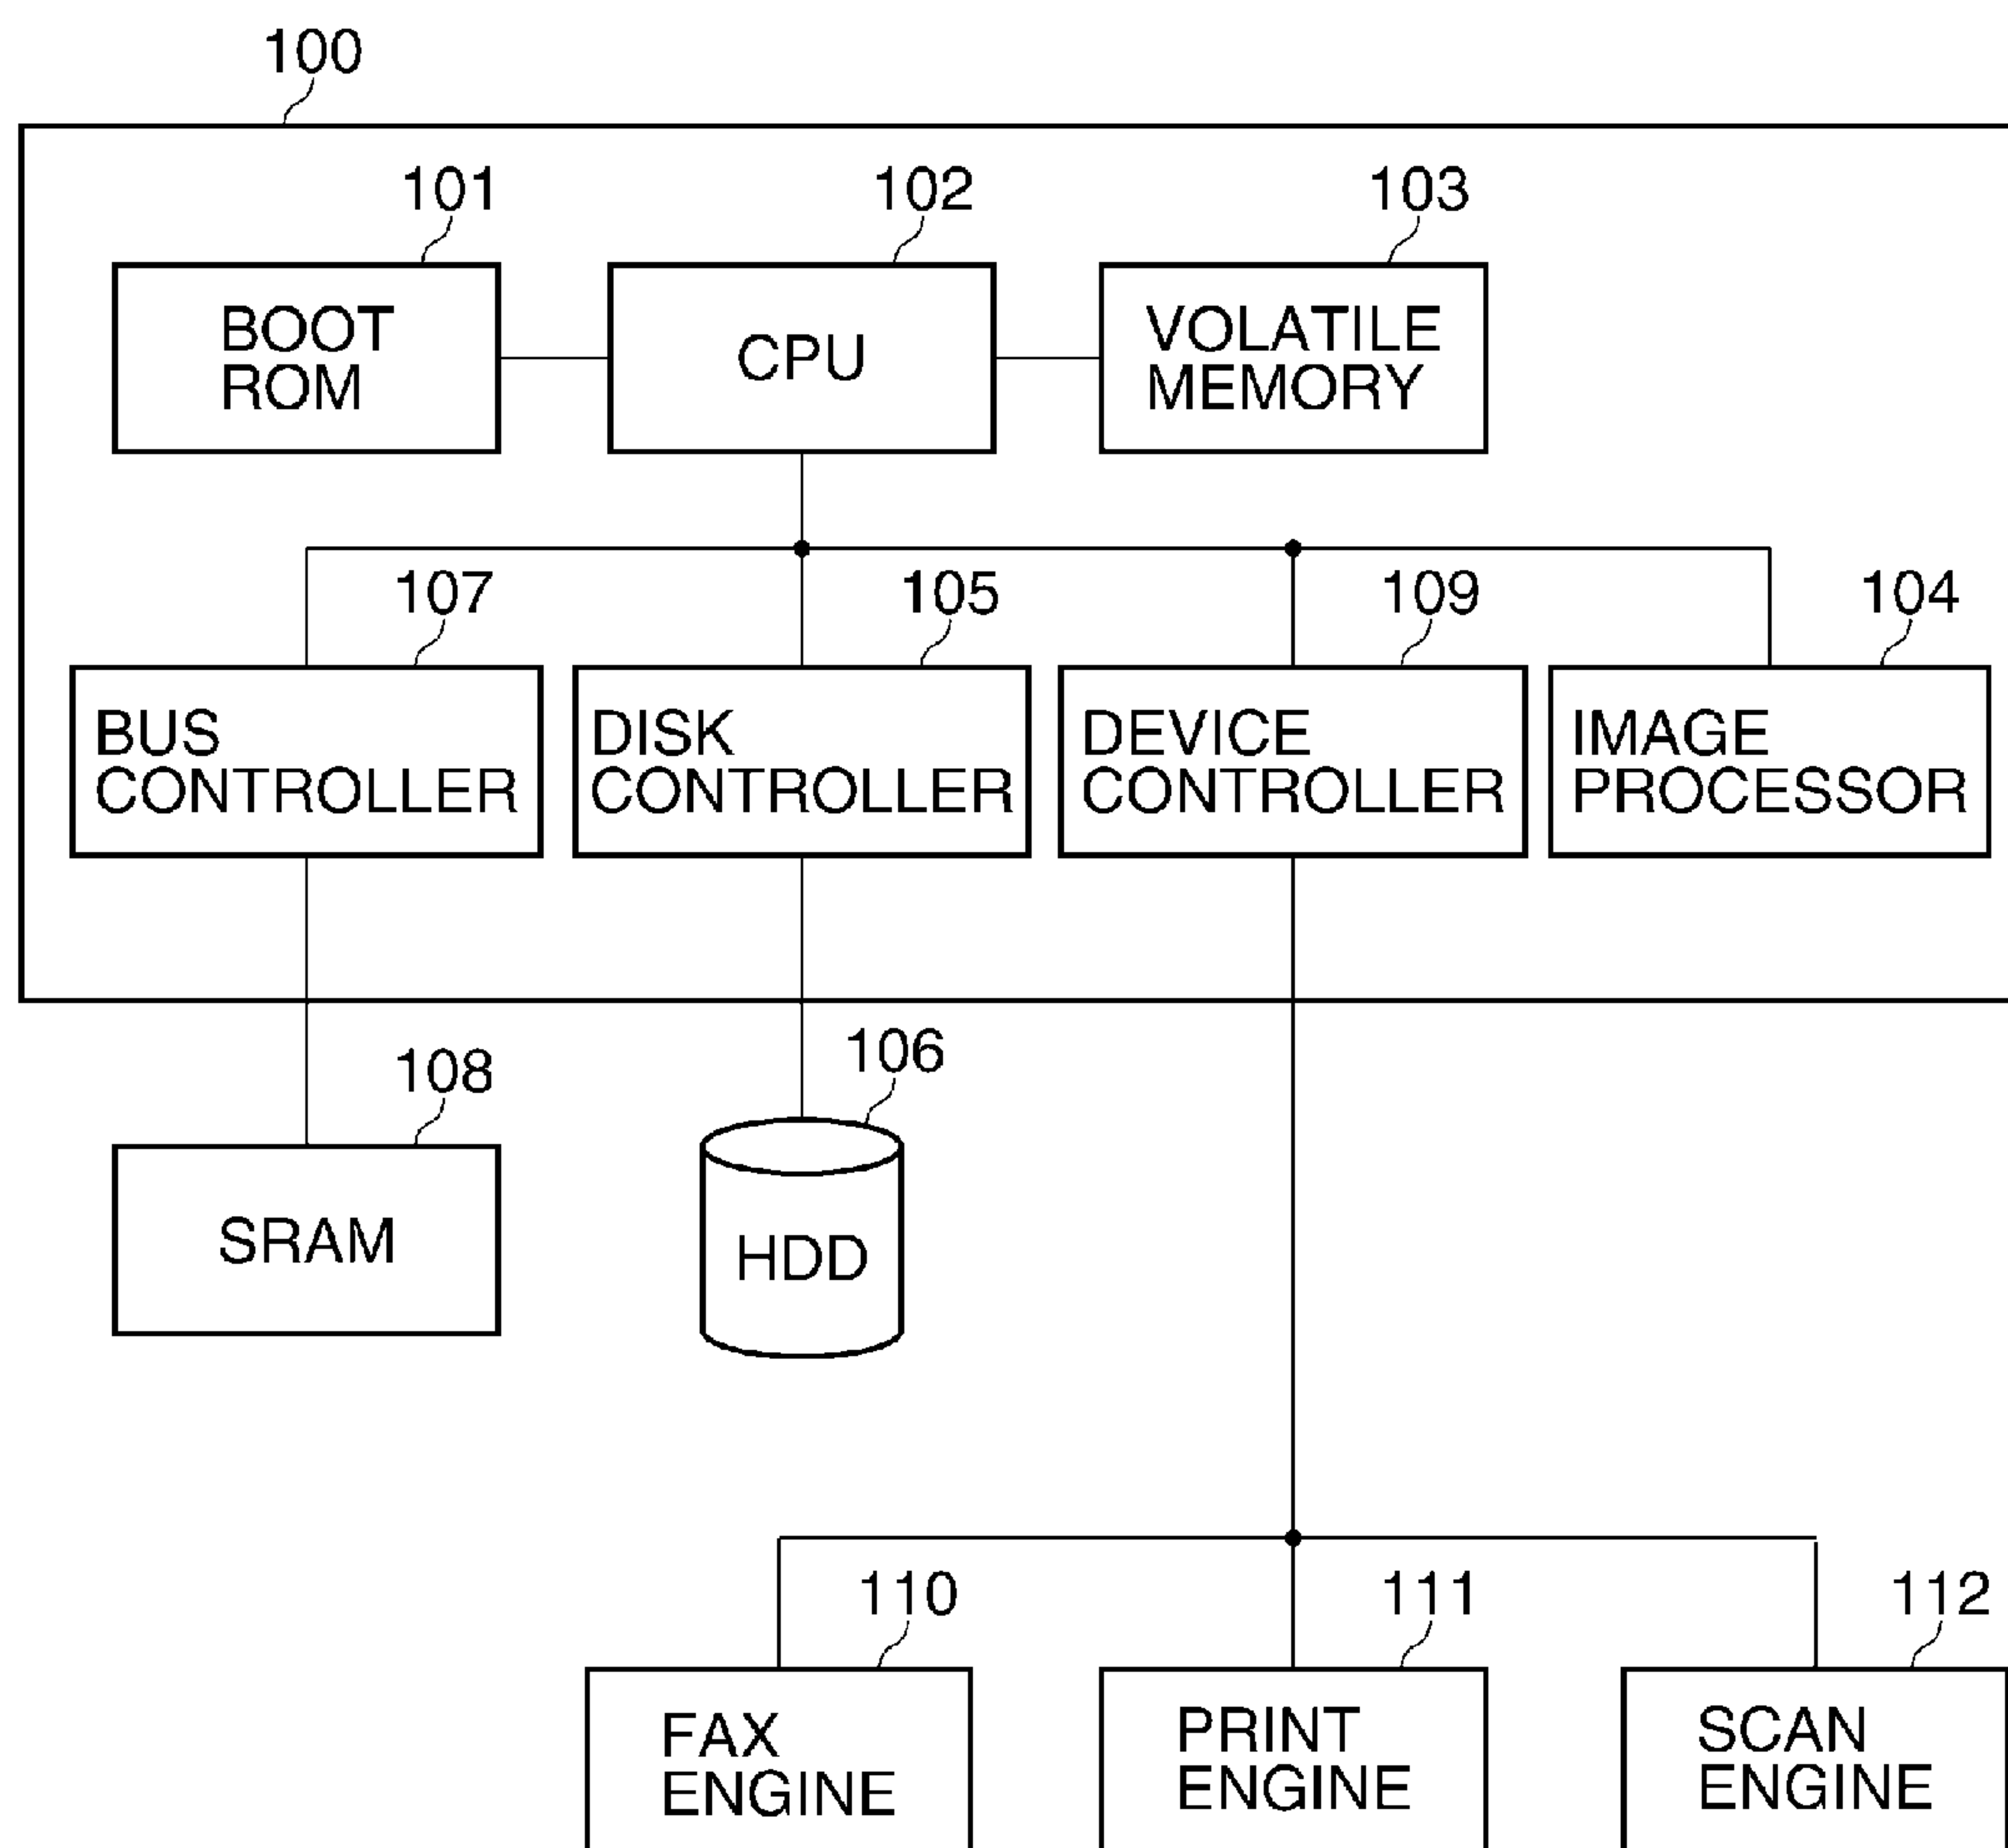 100
101
102
103
BOOT
ROM
CPU
VOLATILE
MEMORY
107
105
109
104
BUS
CONTROLLER
DISK
CONTROLLER
DEVICE
CONTROLLER
IMAGE
PROCESSOR
108
106
SRAM
HDD
110
111
112
FAX
ENGINE
PRINT
ENGINE
SCAN
ENGINE